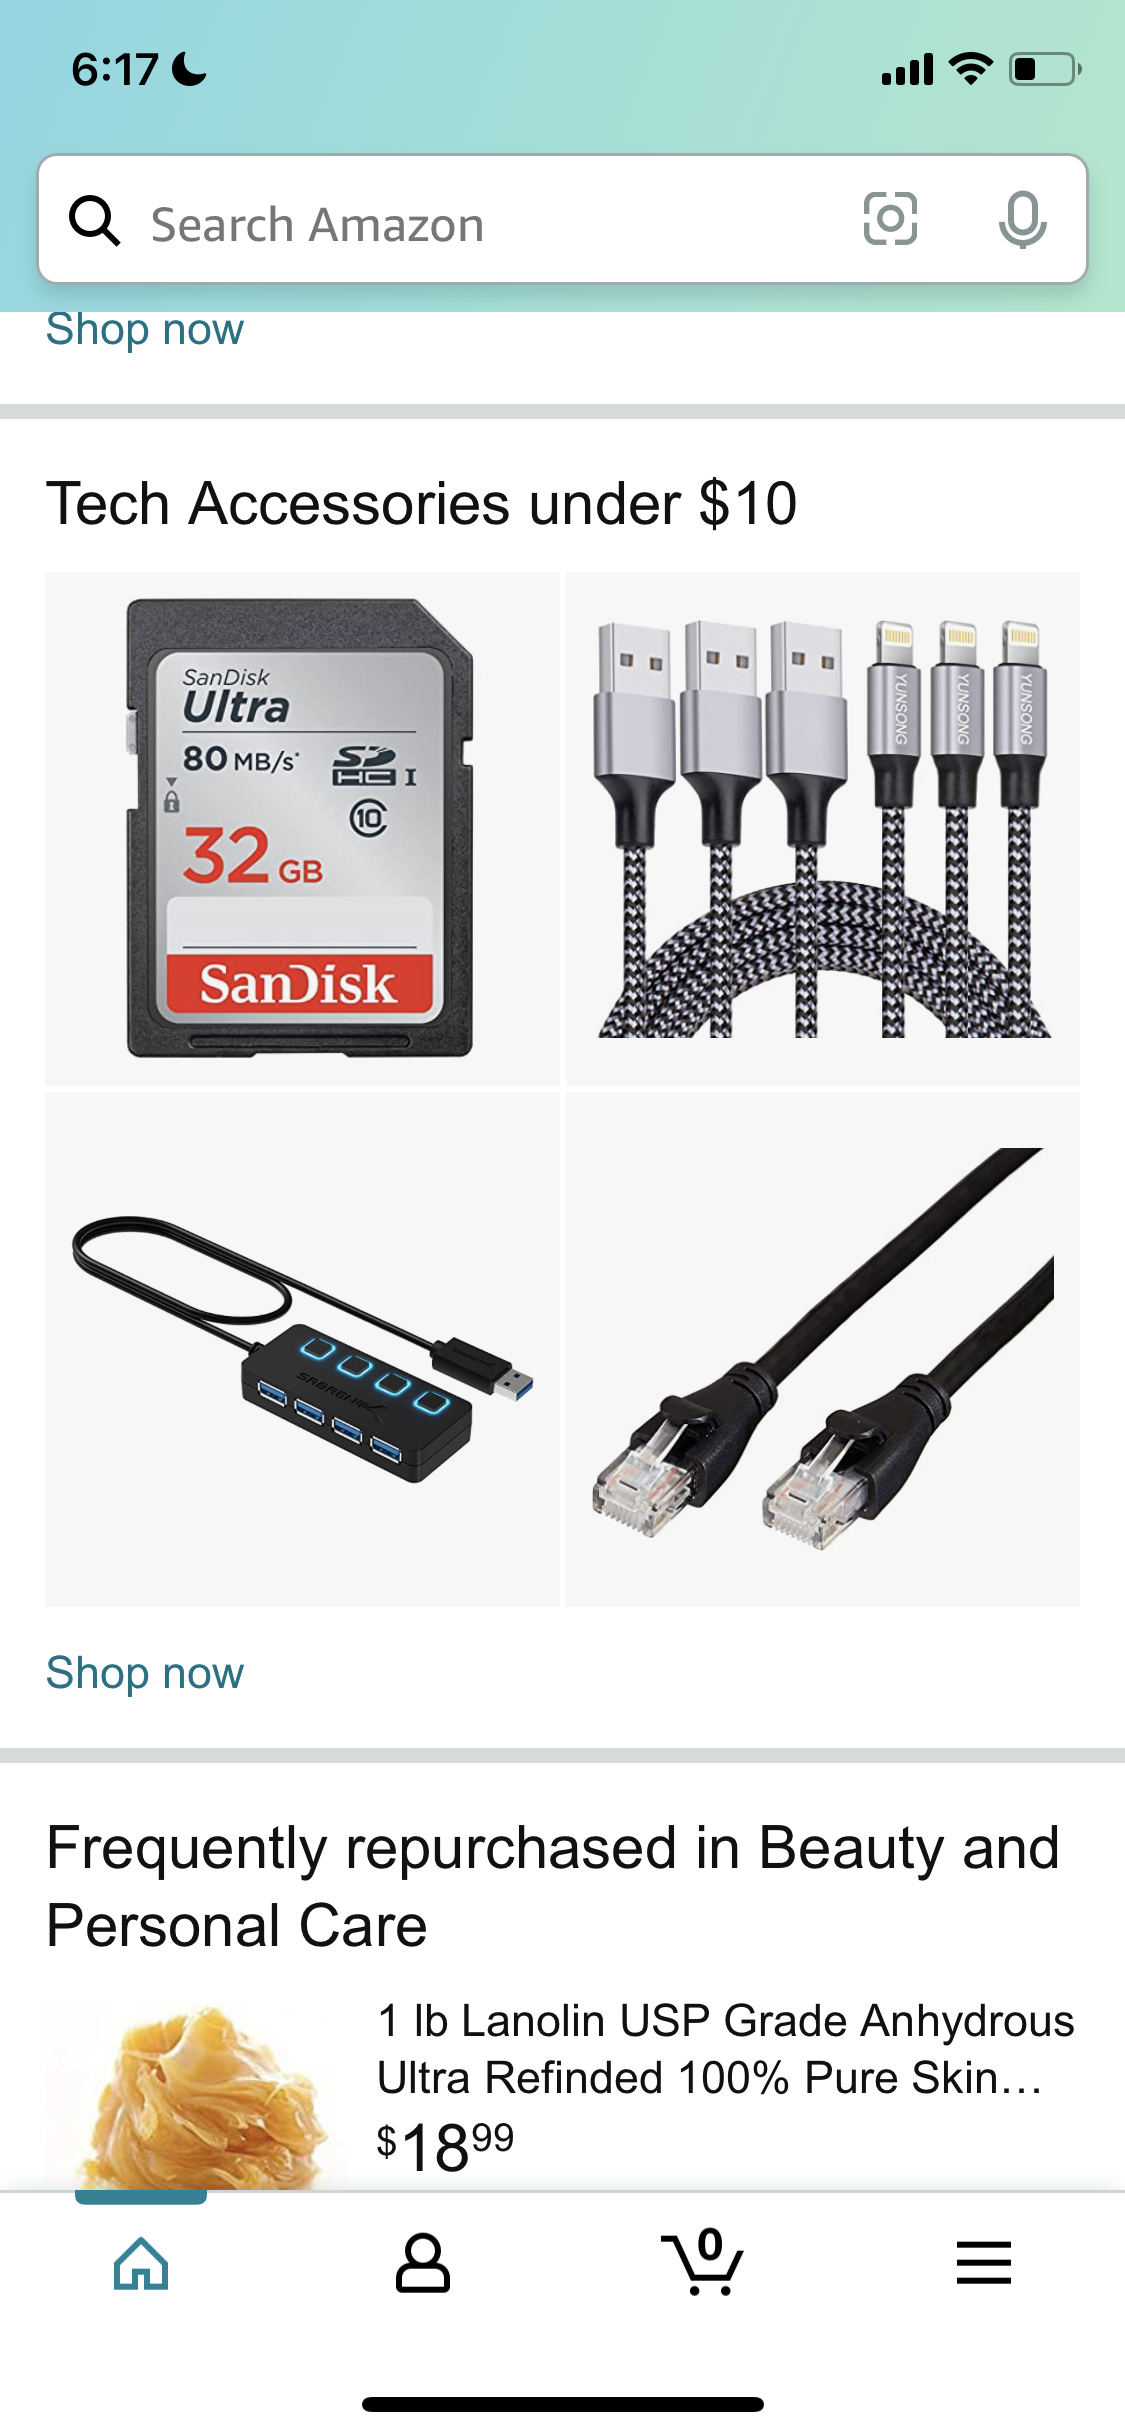 6:17
Search Amazon
Shop now
Tech Accessories under $10
SanDisk
Ultra
80 MB/s*
SD
HC I
10
32 GB
SanDisk
YUNSONG
YUNSONG
YUNSONG
SABRENT
Shop now
Frequently repurchased in Beauty and
Personal Care
1 lb Lanolin USP Grade Anhydrous
Ultra Refinded 100% Pure Skin...
$1899
0